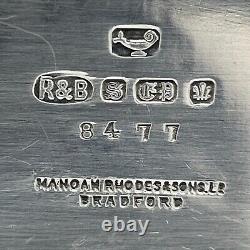 R&B S EP
8477
MANOAH RHODES & SONS. LD
BRADFORD